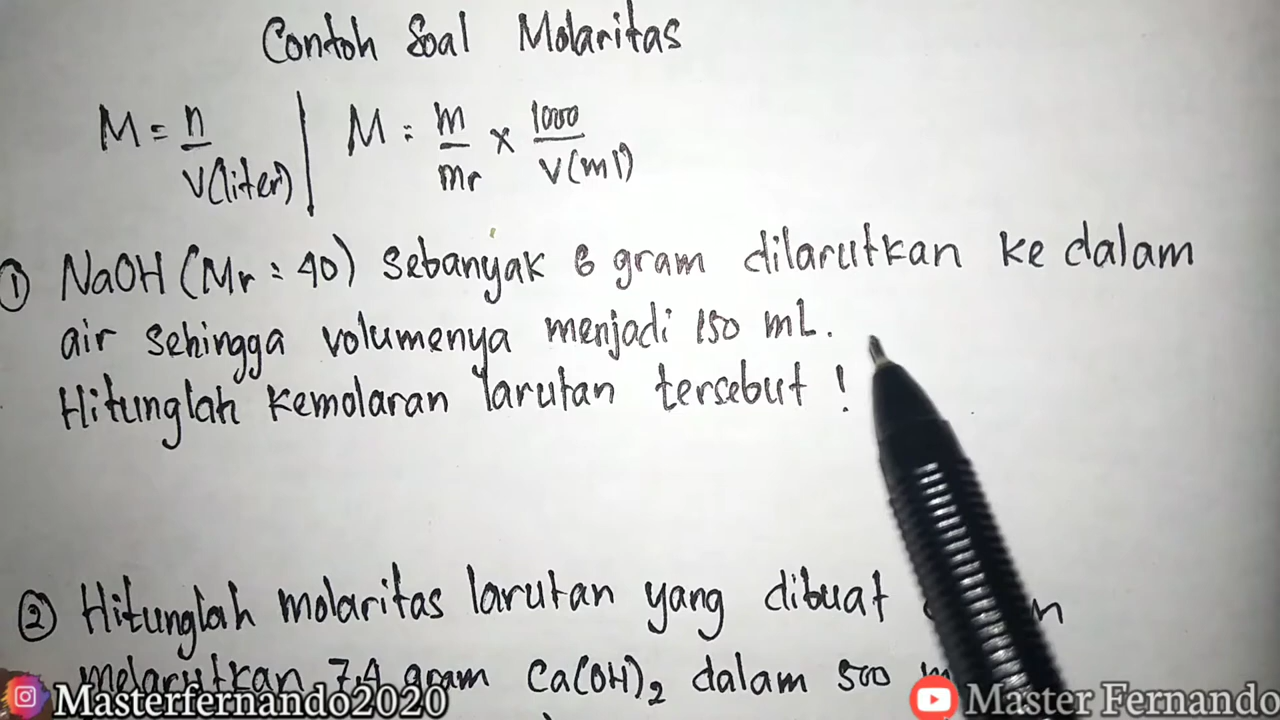 Contoh Soal Molaritas
M = n / V(liter) | M = m / mr × 1000 / V(ml)
① NaOH (Mr = 40) sebanyak 6 gram dilarutkan ke dalam
air sehingga volumenya menjadi 150 mL.
Hitunglah kemolaran larutan tersebut !
② Hitunglah molaritas larutan yang dibuat
melarutkan 7,4 gram Ca(OH)₂ dalam 500
Masterfernando2020
Master Fernando